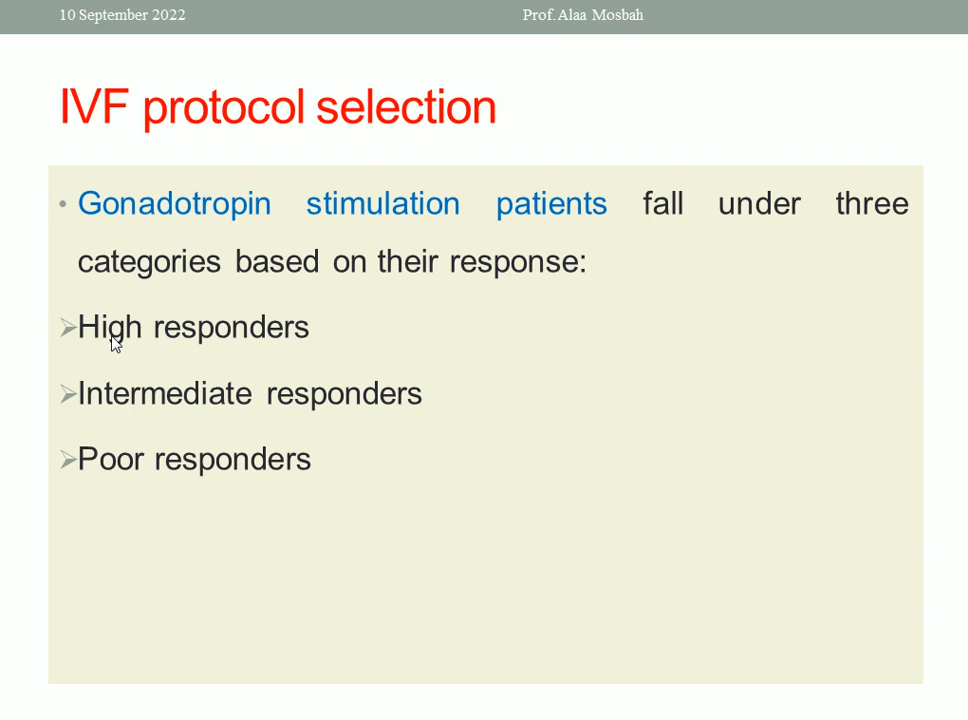 10 September 2022 Prof. Alaa Mosbah
IVF protocol selection
• Gonadotropin stimulation patients fall under three
categories based on their response:
➢High responders
➢Intermediate responders
➢Poor responders